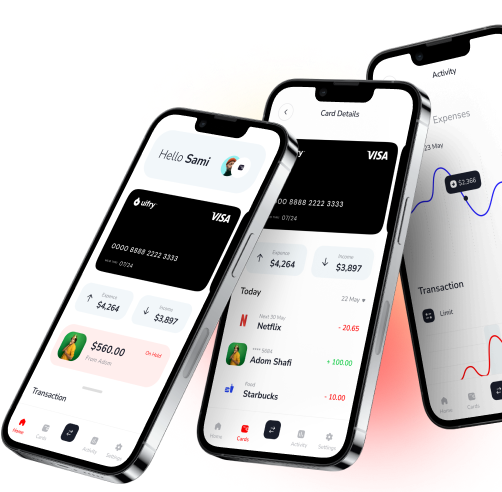 Hello Sami
ulfry
VISA
0000 8888 2222 3333
07/24
Expense
$4,264
Income
$3,897
$560.00
From Adom
On Hold
Transaction
Home
Cards
Activity
Settings
Card Details
VISA
0000 8888 2222 3333
07/24
Expense
$4,264
Income
$3,897
Today
22 May
Next 30 May
Netflix
- 20.65
**** 5664
Adom Shafi
+ 100.00
Food
Starbucks
- 10.00
Home
Cards
Activity
Settings
Activity
Expenses
23 May
$2,366
Transaction
Limit
Home
Cards